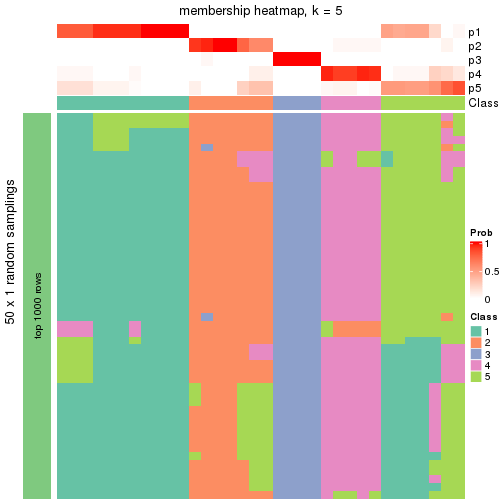 membership heatmap, k = 5
p1
p2
p3
p4
p5
Class
50 x 1 random samplings
top 1000 rows
Prob
1
0.5
0
Class
1
2
3
4
5